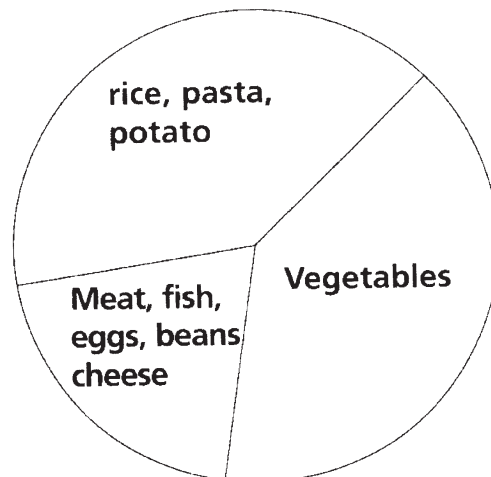 rice, pasta,
potato
Vegetables
Meat, fish,
eggs, beans
cheese